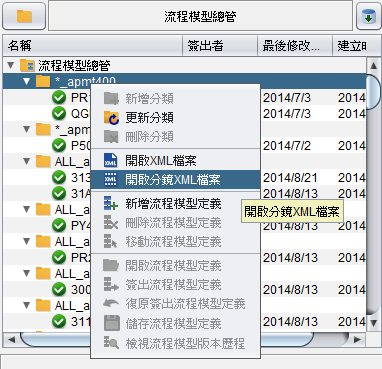 流程模型總管
名稱 簽出者 最後修改... 建立時
流程模型總管
*_apmt400
PR 2014/7/3 2014
QG 2014/7/3 2014
*_apm
P50 2014/7/2 2014
ALL_a
313 2014/8/21 2014
31A 2014/8/13 2014
ALL_a
PY4
ALL_a
PR2 2014/8/13 2014
ALL_a
300 2014/8/13 2014
ALL_a
311 2014/8/13 2014
新增分類
更新分類
刪除分類
開啟XML檔案
開啟分鏡XML檔案
新增流程模型定義
刪除流程模型定義
移動流程模型定義
開啟流程模型定義
簽出流程模型定義
復原簽出流程模型定義
儲存流程模型定義
檢視流程模型版本歷程
開啟分鏡XML檔案